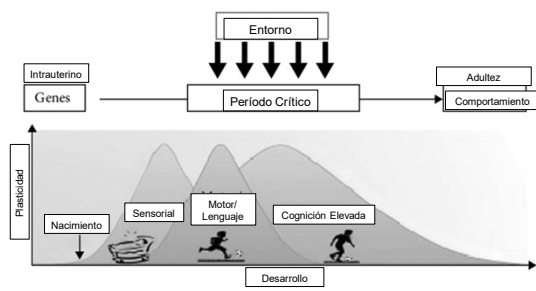 Entorno
Intrauterino
Genes
Período Crítico
Adultez
Comportamiento
Plasticidad
Nacimiento
Sensorial
Motor/
Lenguaje
Cognición Elevada
Desarrollo